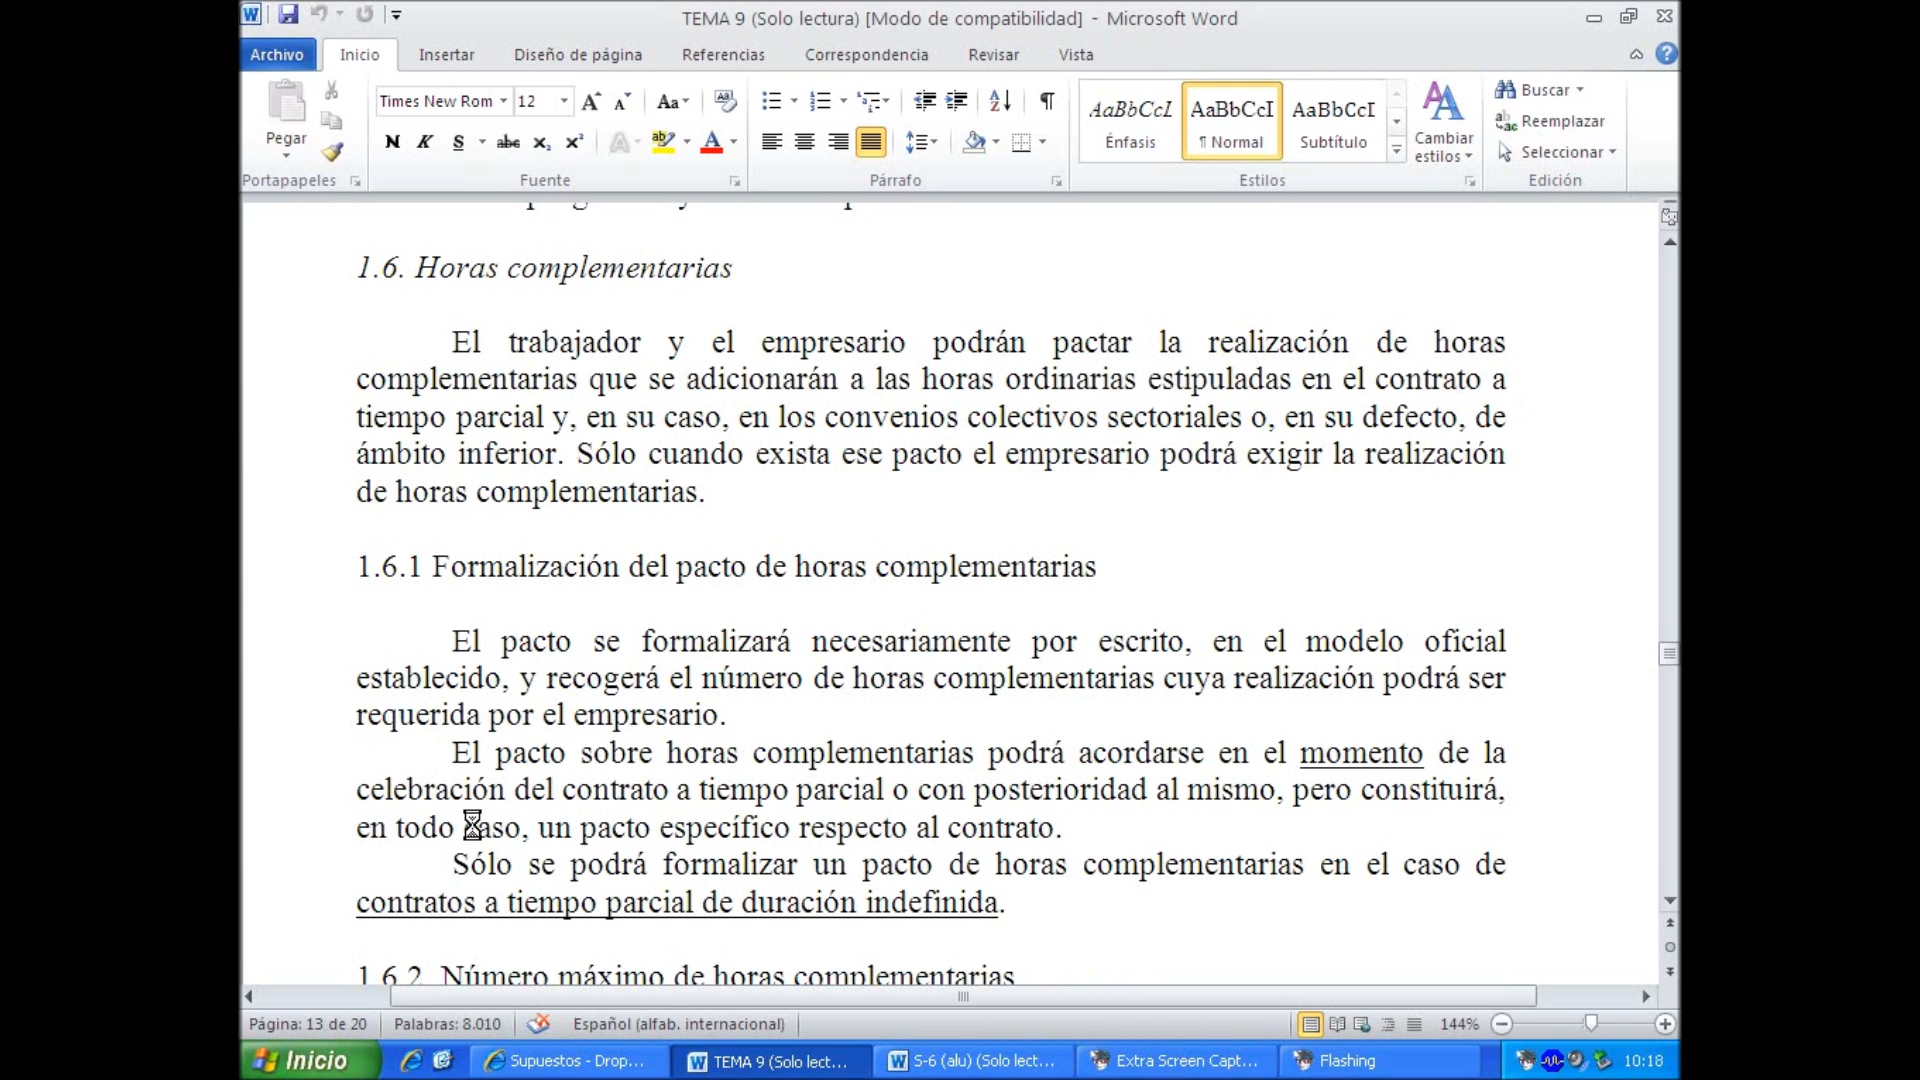 TEMA 9 (Solo lectura) [Modo de compatibilidad] - Microsoft Word
Archivo Inicio Insertar Diseño de página Referencias Correspondencia Revisar Vista
Times New Rom 12 Aa AaBbCcI AaBbCcI AaBbCcI Buscar
Pegar N K S abc x₂ x² A Énfasis ¶ Normal Subtítulo Cambiar estilos Reemplazar
Seleccionar
Portapapeles Fuente Párrafo Estilos Edición
1.6. Horas complementarias
El trabajador y el empresario podrán pactar la realización de horas
complementarias que se adicionarán a las horas ordinarias estipuladas en el contrato a
tiempo parcial y, en su caso, en los convenios colectivos sectoriales o, en su defecto, de
ámbito inferior. Sólo cuando exista ese pacto el empresario podrá exigir la realización
de horas complementarias.
1.6.1 Formalización del pacto de horas complementarias
El pacto se formalizará necesariamente por escrito, en el modelo oficial
establecido, y recogerá el número de horas complementarias cuya realización podrá ser
requerida por el empresario.
El pacto sobre horas complementarias podrá acordarse en el momento de la
celebración del contrato a tiempo parcial o con posterioridad al mismo, pero constituirá,
en todo caso, un pacto específico respecto al contrato.
Sólo se podrá formalizar un pacto de horas complementarias en el caso de
contratos a tiempo parcial de duración indefinida.
1.6.2. Número máximo de horas complementarias
Página: 13 de 20 Palabras: 8.010 Español (alfab. internacional) 144%
Inicio Supuestos - Drop... TEMA 9 (Solo lect... S-6 (alu) (Solo lect... Extra Screen Capt... Flashing 10:18